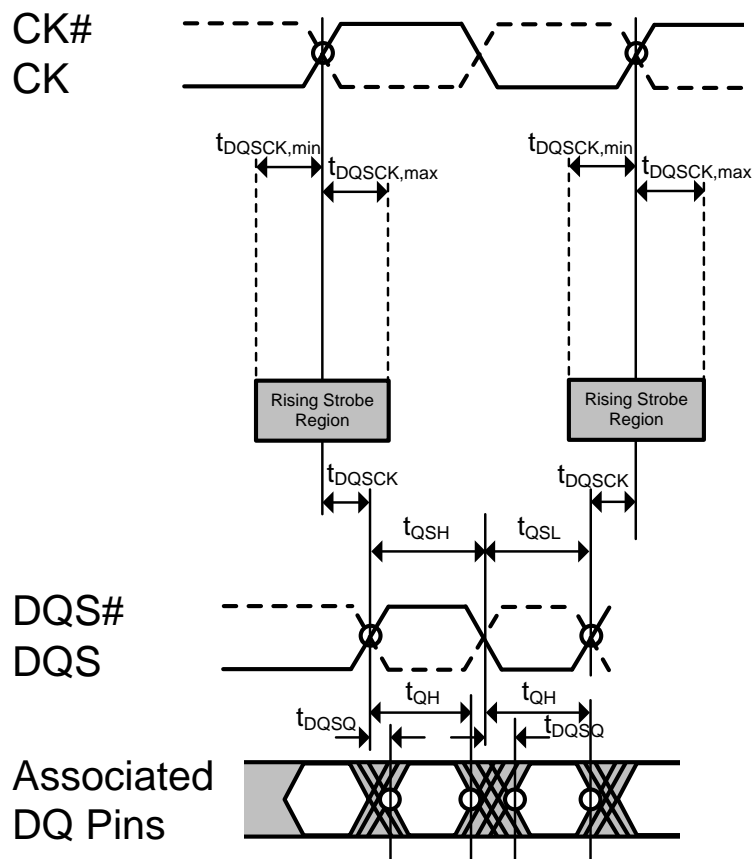 CK#
CK
tDQSCK,min
tDQSCK,max
tDQSCK,min
tDQSCK,max
Rising Strobe
Region
Rising Strobe
Region
tDQSCK
tDQSCK
tQSH
tQSL
DQS#
DQS
tQH
tQH
tDQSQ
tDQSQ
Associated
DQ Pins